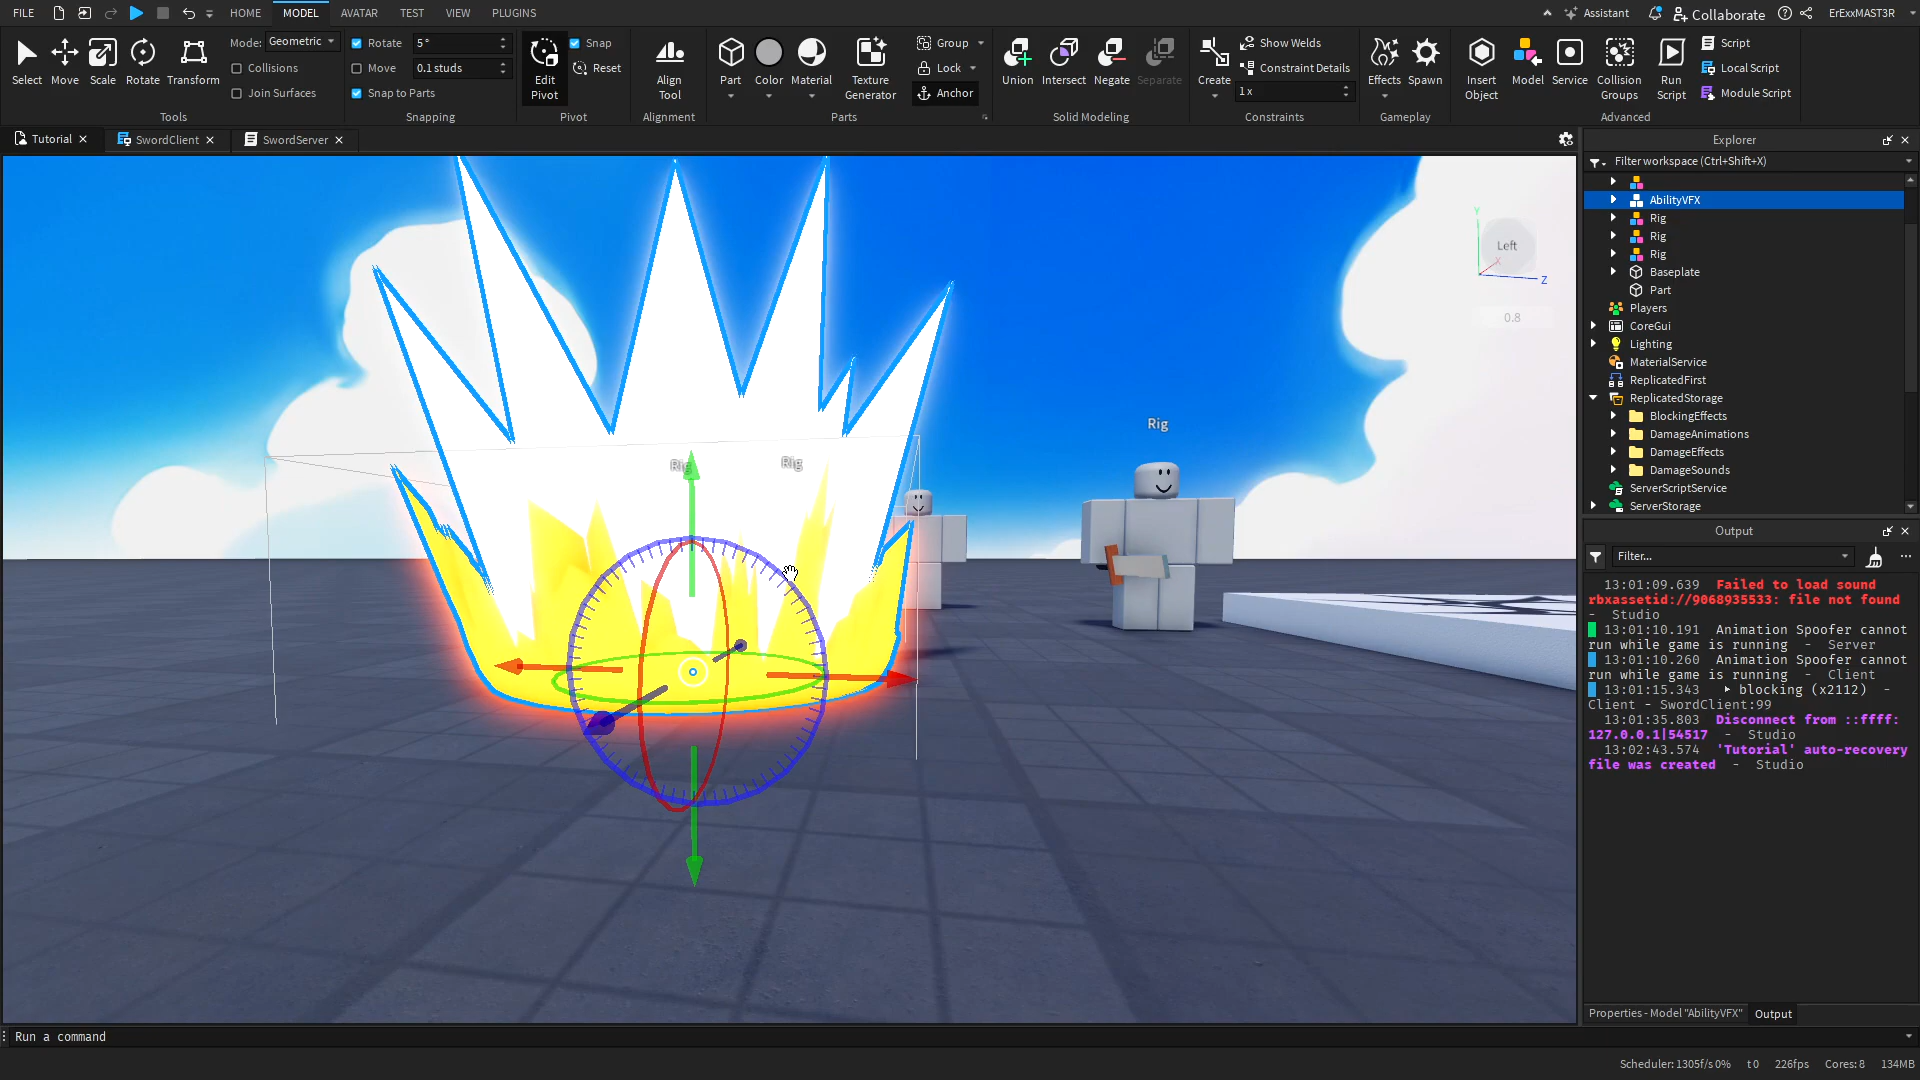 FILE HOME MODEL AVATAR TEST VIEW PLUGINS Assistant Collaborate ErExxMAST3R
Select Move Scale Rotate Transform
Mode: Geometric
Collisions
Join Surfaces
Tools
Rotate 5°
Move 0.1 studs
Snap to Parts
Snapping
Edit Pivot
Snap
Reset
Pivot
Align Tool
Alignment
Part Color Material Texture Generator
Group
Lock
Anchor
Parts
Union Intersect Negate Separate
Solid Modeling
Create
Show Welds
Constraint Details
1 x
Constraints
Effects Spawn
Gameplay
Insert Object Model Service Collision Groups Run Script
Script
Local Script
Module Script
Advanced
Tutorial SwordClient SwordServer
Rig
Rig
Rig
Y
Left
X
Z
0.8
Explorer
Filter workspace (Ctrl+Shift+X)
AbilityVFX
Rig
Rig
Rig
Baseplate
Part
Players
CoreGui
Lighting
MaterialService
ReplicatedFirst
ReplicatedStorage
BlockingEffects
DamageAnimations
DamageEffects
DamageSounds
ServerScriptService
ServerStorage
Output
Filter...
13:01:09.639 Failed to load sound
rbxassetid://9068935533: file not found
- Studio
13:01:10.191 Animation Spoofer cannot
run while game is running - Server
13:01:10.260 Animation Spoofer cannot
run while game is running - Client
13:01:15.343 blocking (x2112) -
Client - SwordClient:99
13:01:35.803 Disconnect from ::ffff:
127.0.0.1|54517 - Studio
13:02:43.574 'Tutorial' auto-recovery
file was created - Studio
Properties - Model "AbilityVFX" Output
Run a command
Scheduler: 1305f/s 0% t 0 226fps Cores: 8 134MB